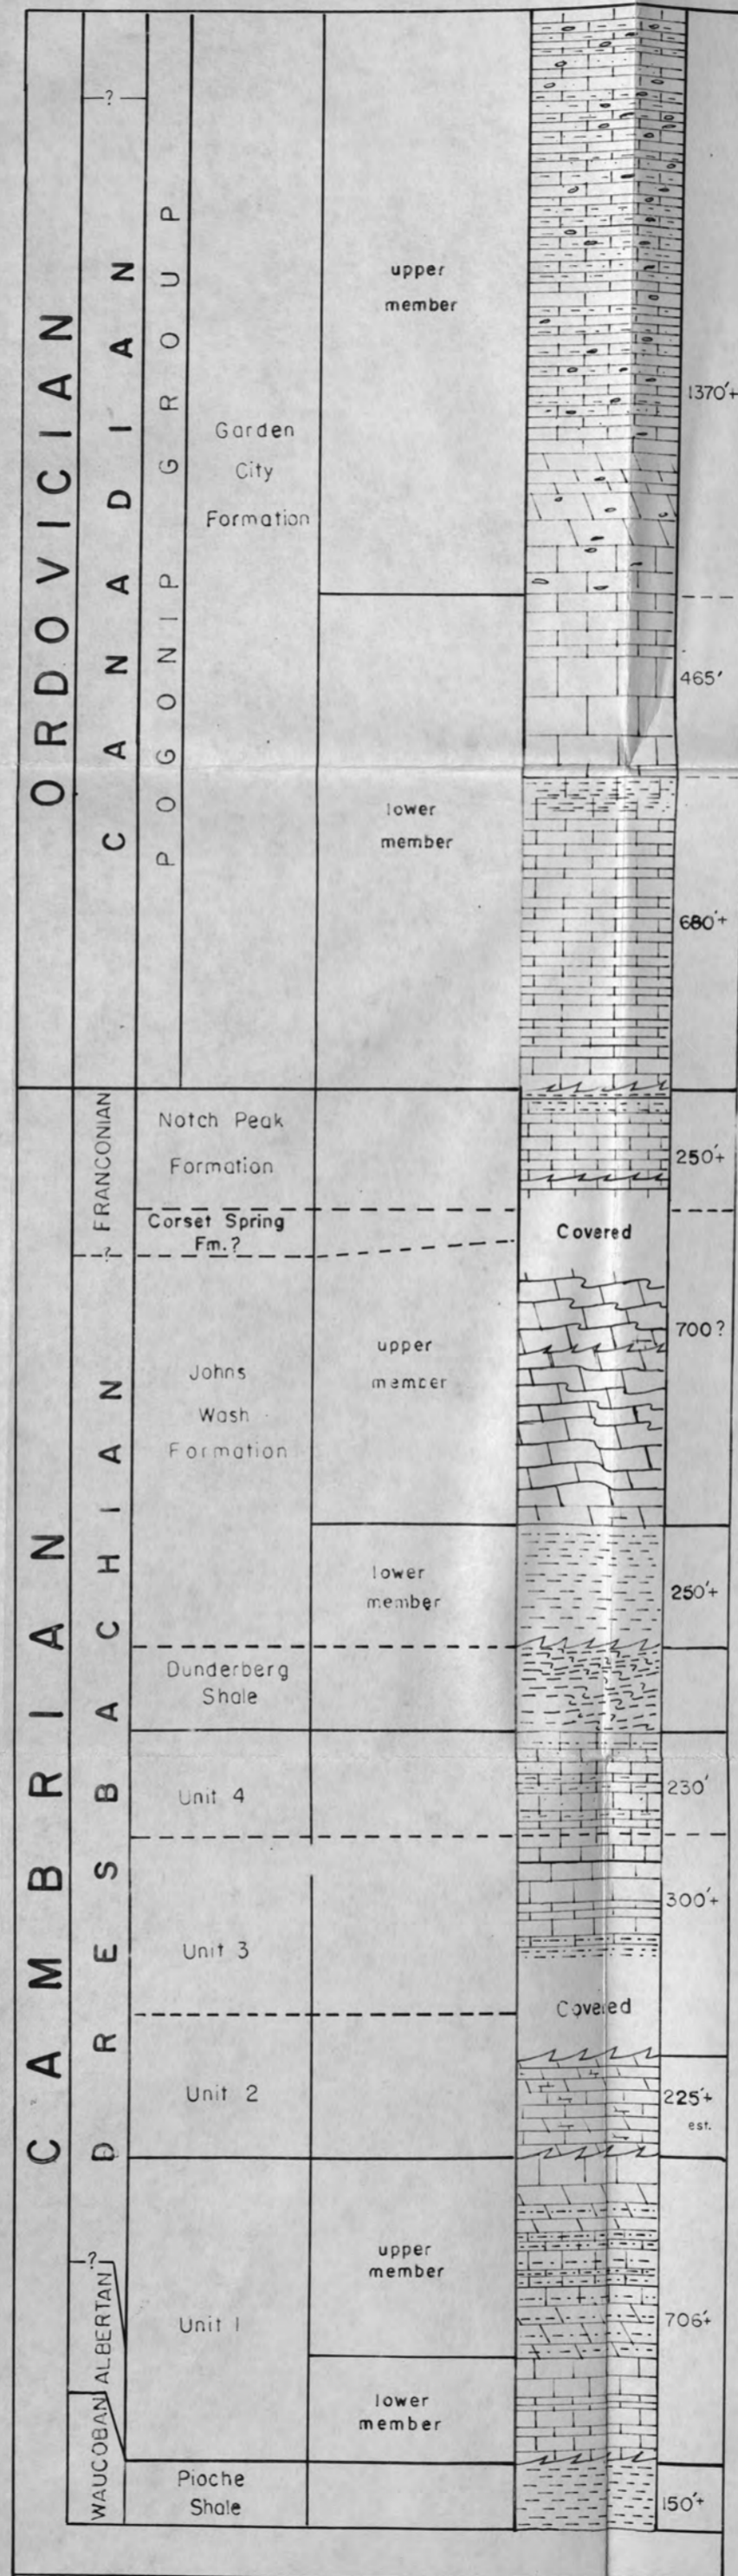 ORDOVICIAN
CANADIAN
?
POGONIP GROUP
Garden
City
Formation
upper
member
1370'+
465'
lower
member
680'+
CAMBRIAN
FRANCONIAN
Notch Peak
Formation
250'+
Corset Spring
Fm.?
Covered
?
DRESBACHIAN
Johns
Wash
Formation
upper
member
700?
lower
member
250'+
Dunderberg
Shale
Unit 4
230'
Unit 3
300'+
Covered
Unit 2
225'+
est.
?
ALBERTAN
Unit 1
upper
member
706'+
lower
member
WAUCOBAN
Pioche
Shale
150'+